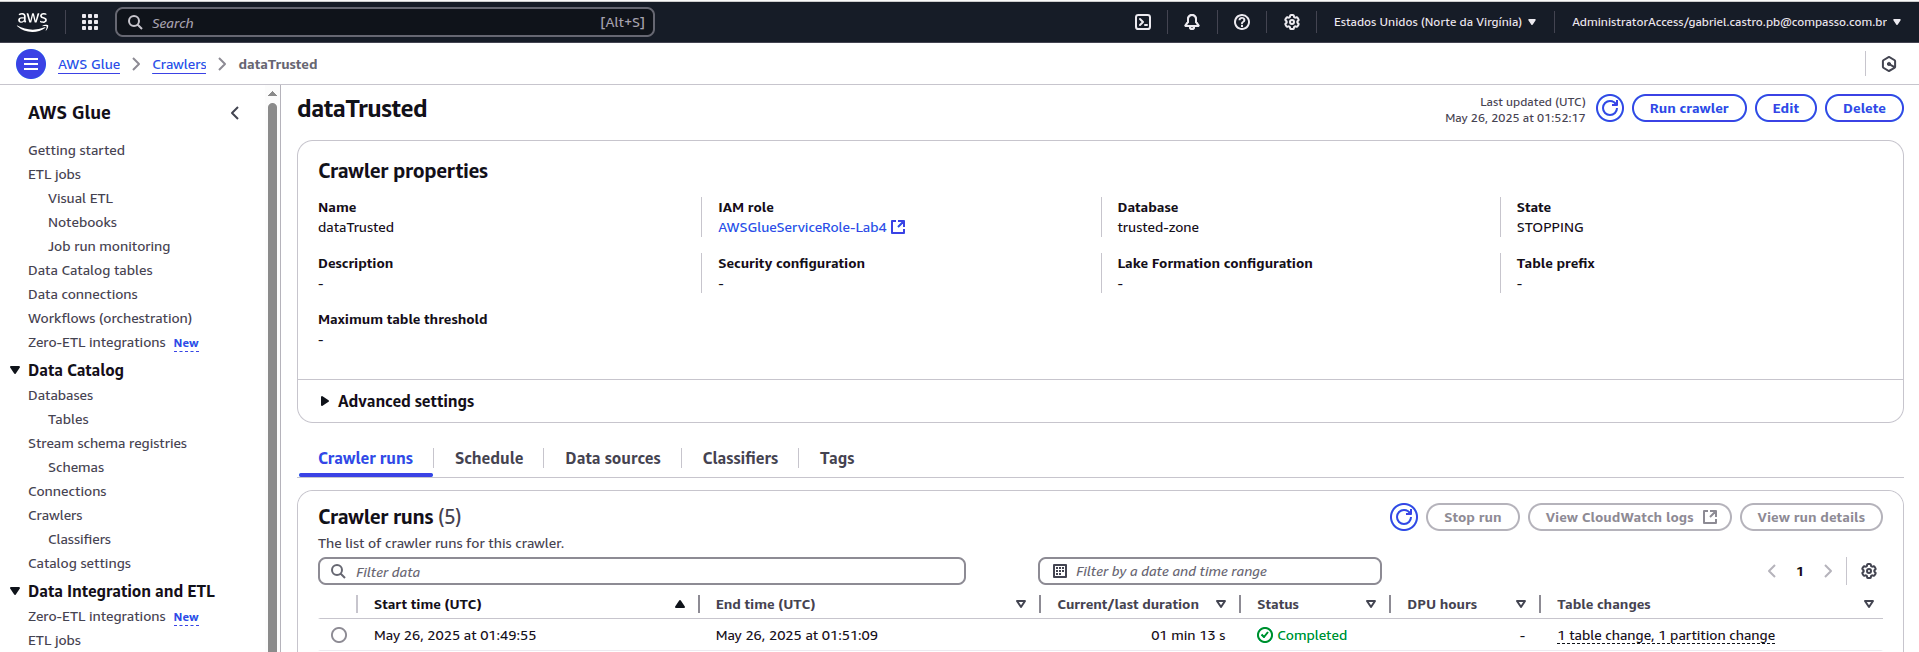 aws
Search [Alt+S]
Estados Unidos (Norte da Virgínia)
AdministratorAccess/gabriel.castro.pb@compasso.com.br
AWS Glue > Crawlers > dataTrusted
AWS Glue
Getting started
ETL jobs
Visual ETL
Notebooks
Job run monitoring
Data Catalog tables
Data connections
Workflows (orchestration)
Zero-ETL integrations New
Data Catalog
Databases
Tables
Stream schema registries
Schemas
Connections
Crawlers
Classifiers
Catalog settings
Data Integration and ETL
Zero-ETL integrations New
ETL jobs
dataTrusted
Last updated (UTC)
May 26, 2025 at 01:52:17
Run crawler
Edit
Delete
Crawler properties
Name
dataTrusted
IAM role
AWSGlueServiceRole-Lab4
Database
trusted-zone
State
STOPPING
Description
-
Security configuration
-
Lake Formation configuration
-
Table prefix
-
Maximum table threshold
-
Advanced settings
Crawler runs
Schedule
Data sources
Classifiers
Tags
Crawler runs (5)
Stop run
View CloudWatch logs
View run details
The list of crawler runs for this crawler.
Filter data
Filter by a date and time range
1
Start time (UTC) End time (UTC) Current/last duration Status DPU hours Table changes
May 26, 2025 at 01:49:55 May 26, 2025 at 01:51:09 01 min 13 s Completed - 1 table change, 1 partition change